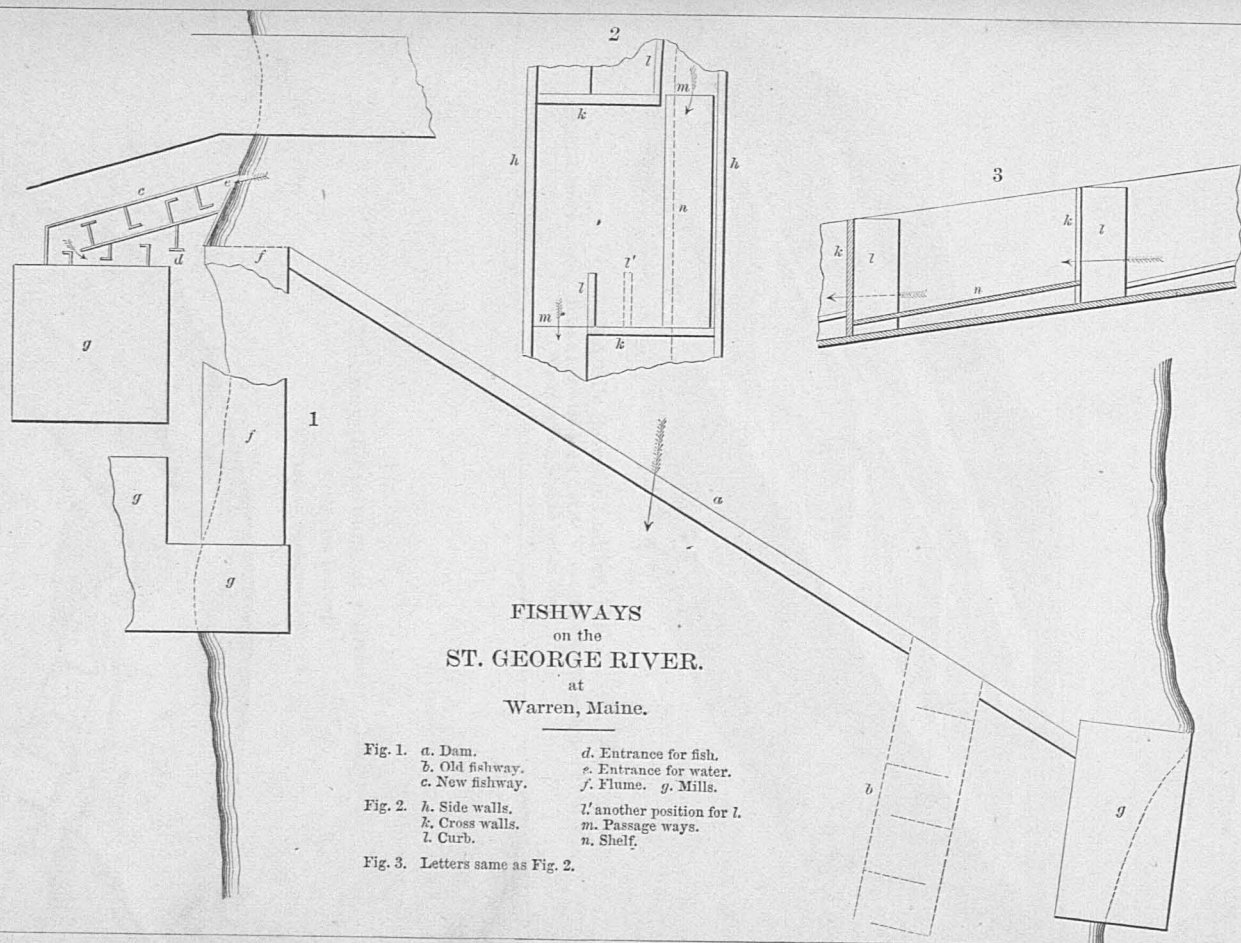 2
l
m
k
h
h
3
c
e
k
l
n
k
l
d
f
l
l'
n
m
k
g
1
f
a
g
g
FISHWAYS
on the
ST. GEORGE RIVER.
at
Warren, Maine.
Fig. 1. a. Dam. d. Entrance for fish.
b. Old fishway. e. Entrance for water.
c. New fishway. f. Flume. g. Mills.
Fig. 2. h. Side walls. l.' another position for l.
k. Cross walls. m. Passage ways.
l. Curb. n. Shelf.
Fig. 3. Letters same as Fig. 2.
b
g